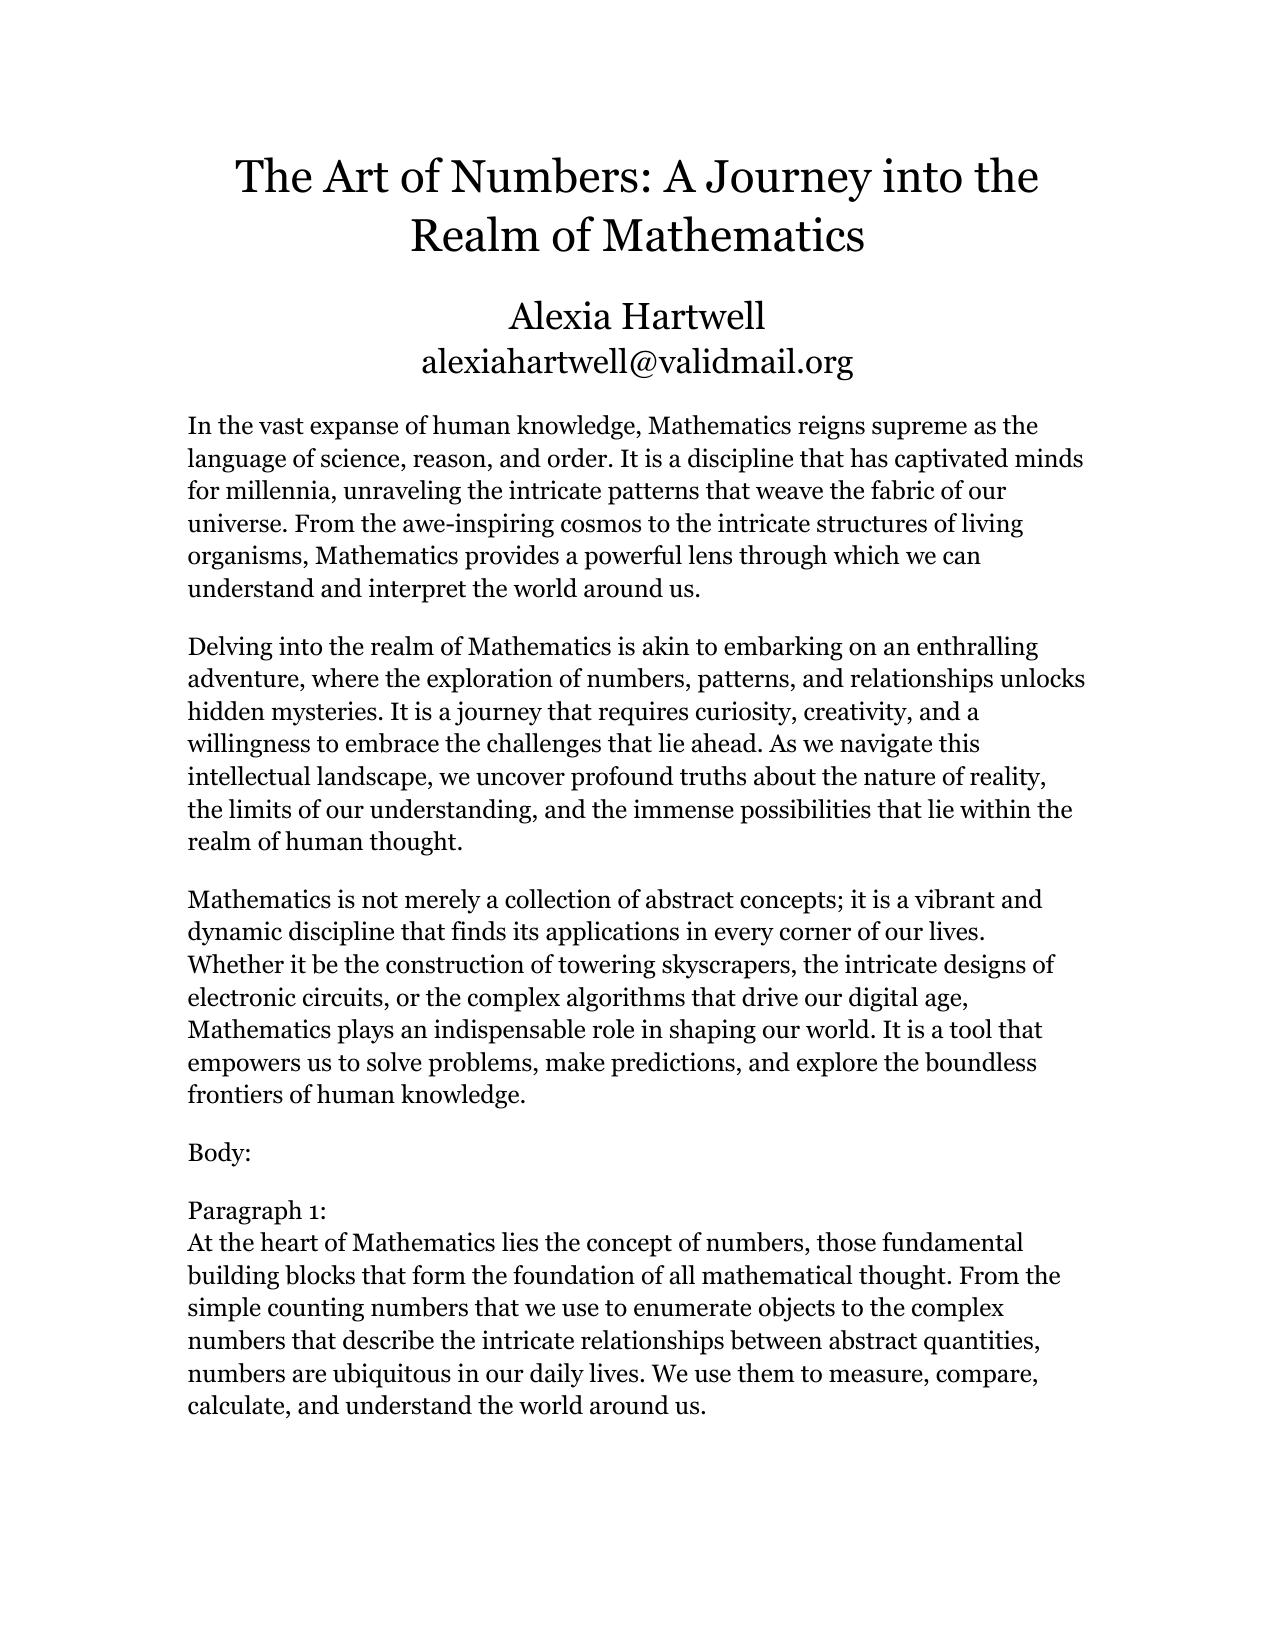 The Art of Numbers: A Journey into the
Realm of Mathematics
Alexia Hartwell
alexiahartwell@validmail.org
In the vast expanse of human knowledge, Mathematics reigns supreme as the
language of science, reason, and order. It is a discipline that has captivated minds
for millennia, unraveling the intricate patterns that weave the fabric of our
universe. From the awe-inspiring cosmos to the intricate structures of living
organisms, Mathematics provides a powerful lens through which we can
understand and interpret the world around us.
Delving into the realm of Mathematics is akin to embarking on an enthralling
adventure, where the exploration of numbers, patterns, and relationships unlocks
hidden mysteries. It is a journey that requires curiosity, creativity, and a
willingness to embrace the challenges that lie ahead. As we navigate this
intellectual landscape, we uncover profound truths about the nature of reality,
the limits of our understanding, and the immense possibilities that lie within the
realm of human thought.
Mathematics is not merely a collection of abstract concepts; it is a vibrant and
dynamic discipline that finds its applications in every corner of our lives.
Whether it be the construction of towering skyscrapers, the intricate designs of
electronic circuits, or the complex algorithms that drive our digital age,
Mathematics plays an indispensable role in shaping our world. It is a tool that
empowers us to solve problems, make predictions, and explore the boundless
frontiers of human knowledge.
Body:
Paragraph 1:
At the heart of Mathematics lies the concept of numbers, those fundamental
building blocks that form the foundation of all mathematical thought. From the
simple counting numbers that we use to enumerate objects to the complex
numbers that describe the intricate relationships between abstract quantities,
numbers are ubiquitous in our daily lives. We use them to measure, compare,
calculate, and understand the world around us.